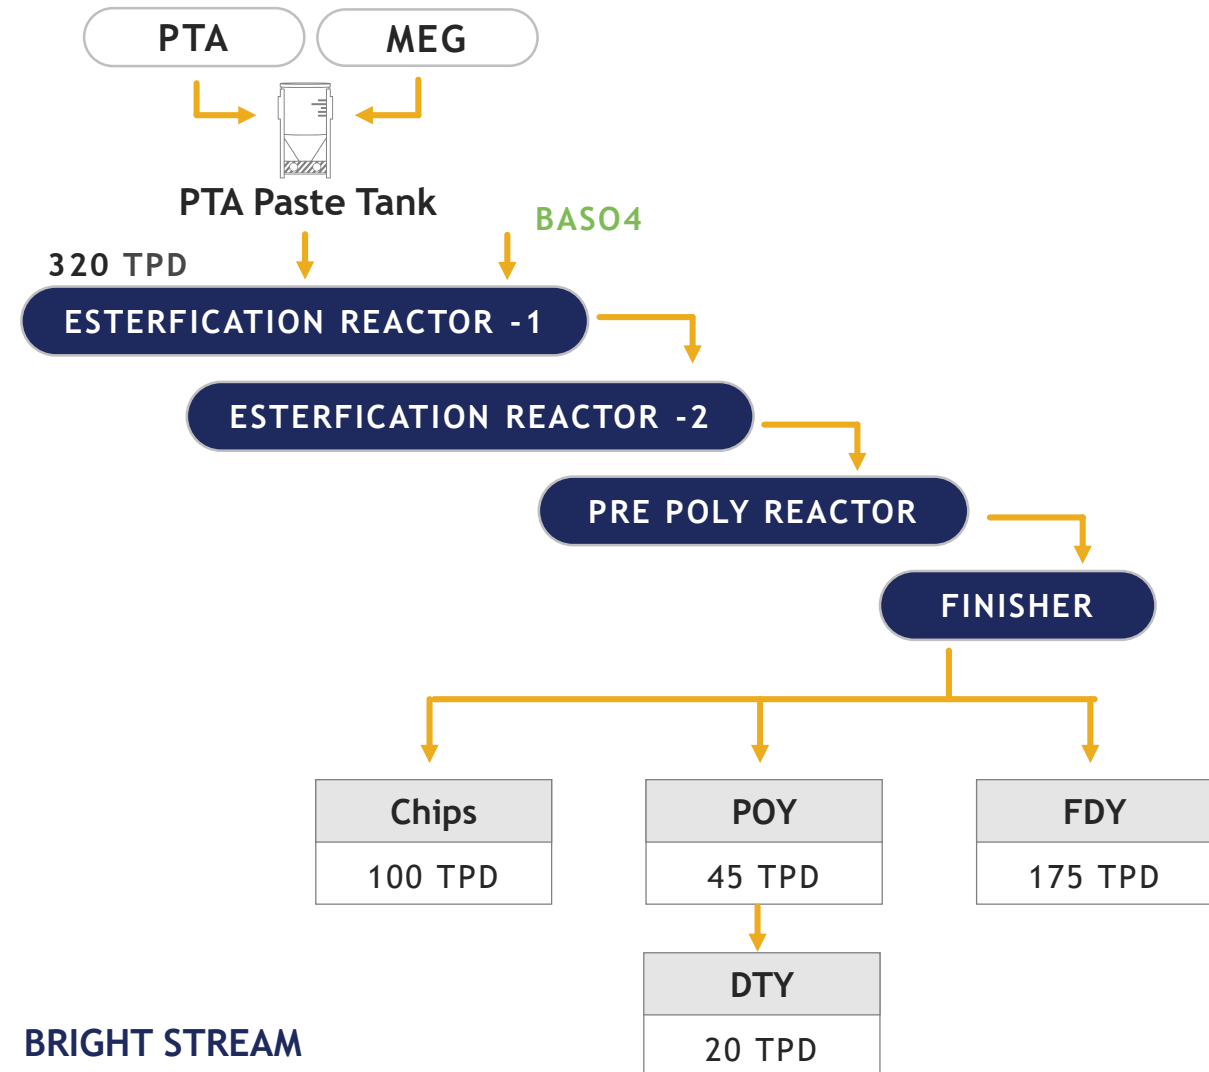 PTA
MEG
PTA Paste Tank
BASO4
320 TPD
ESTERFICATION REACTOR -1
ESTERFICATION REACTOR -2
PRE POLY REACTOR
FINISHER
Chips
POY
FDY
100 TPD
45 TPD
175 TPD
DTY
20 TPD
BRIGHT STREAM